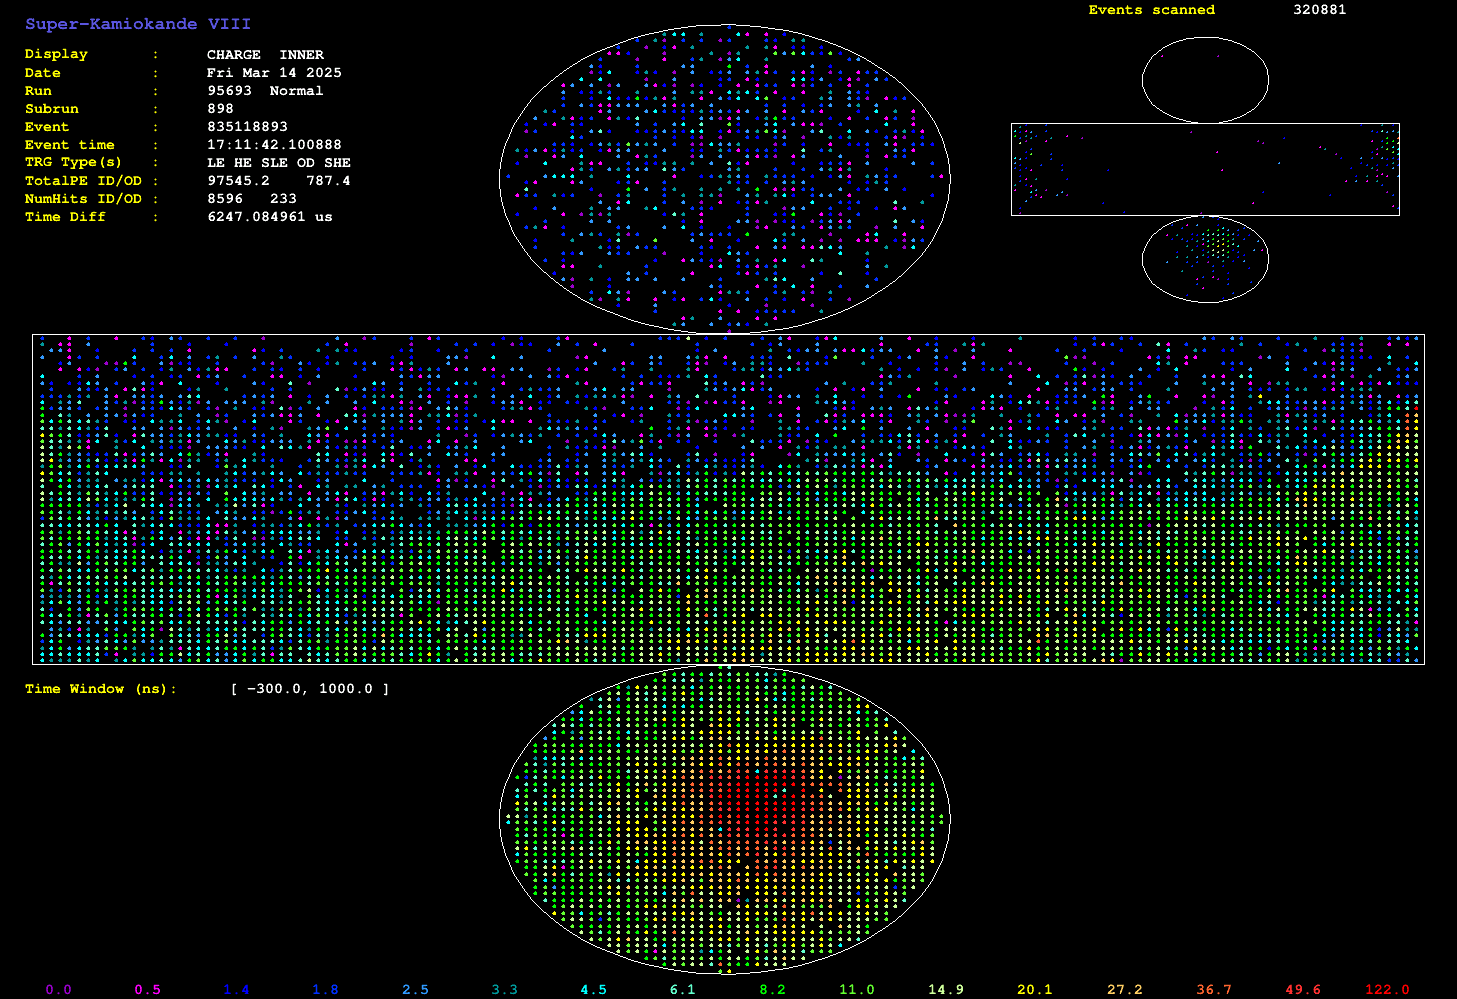 Super-Kamiokande VIII
Events scanned 320881
Display : CHARGE INNER
Date : Fri Mar 14 2025
Run : 95693 Normal
Subrun : 898
Event : 835118893
Event time : 17:11:42.100888
TRG Type(s) : LE HE SLE OD SHE
TotalPE ID/OD : 97545.2 787.4
NumHits ID/OD : 8596 233
Time Diff : 6247.084961 us
Time Window (ns): [ -300.0, 1000.0 ]
0.0 0.5 1.4 1.8 2.5 3.3 4.5 6.1 8.2 11.0 14.9 20.1 27.2 36.7 49.6 122.0